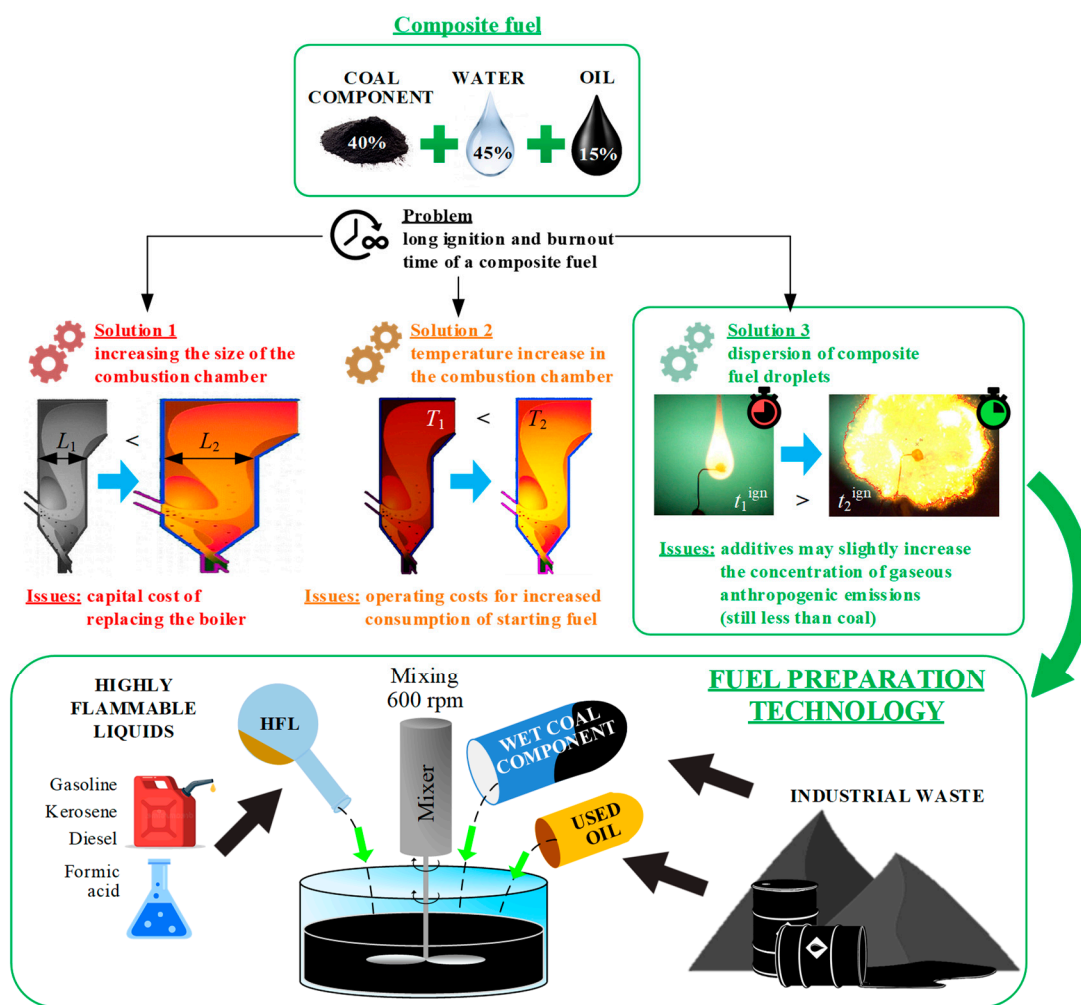 Composite fuel
COAL
COMPONENT
WATER
OIL
40%
45%
15%
Problem
long ignition and burnout
time of a composite fuel
Solution 1
increasing the size of the
combustion chamber
L1
<
L2
Issues: capital cost of
replacing the boiler
Solution 2
temperature increase in
the combustion chamber
T1
<
T2
Issues: operating costs for increased
consumption of starting fuel
Solution 3
dispersion of composite
fuel droplets
t1ign
>
t2ign
Issues: additives may slightly increase
the concentration of gaseous
anthropogenic emissions
(still less than coal)
FUEL PREPARATION
TECHNOLOGY
HIGHLY
FLAMMABLE
LIQUIDS
Gasoline
Kerosene
Diesel
Formic
acid
HFL
Mixing
600 rpm
Mixer
WET COAL
COMPONENT
USED
OIL
INDUSTRIAL WASTE